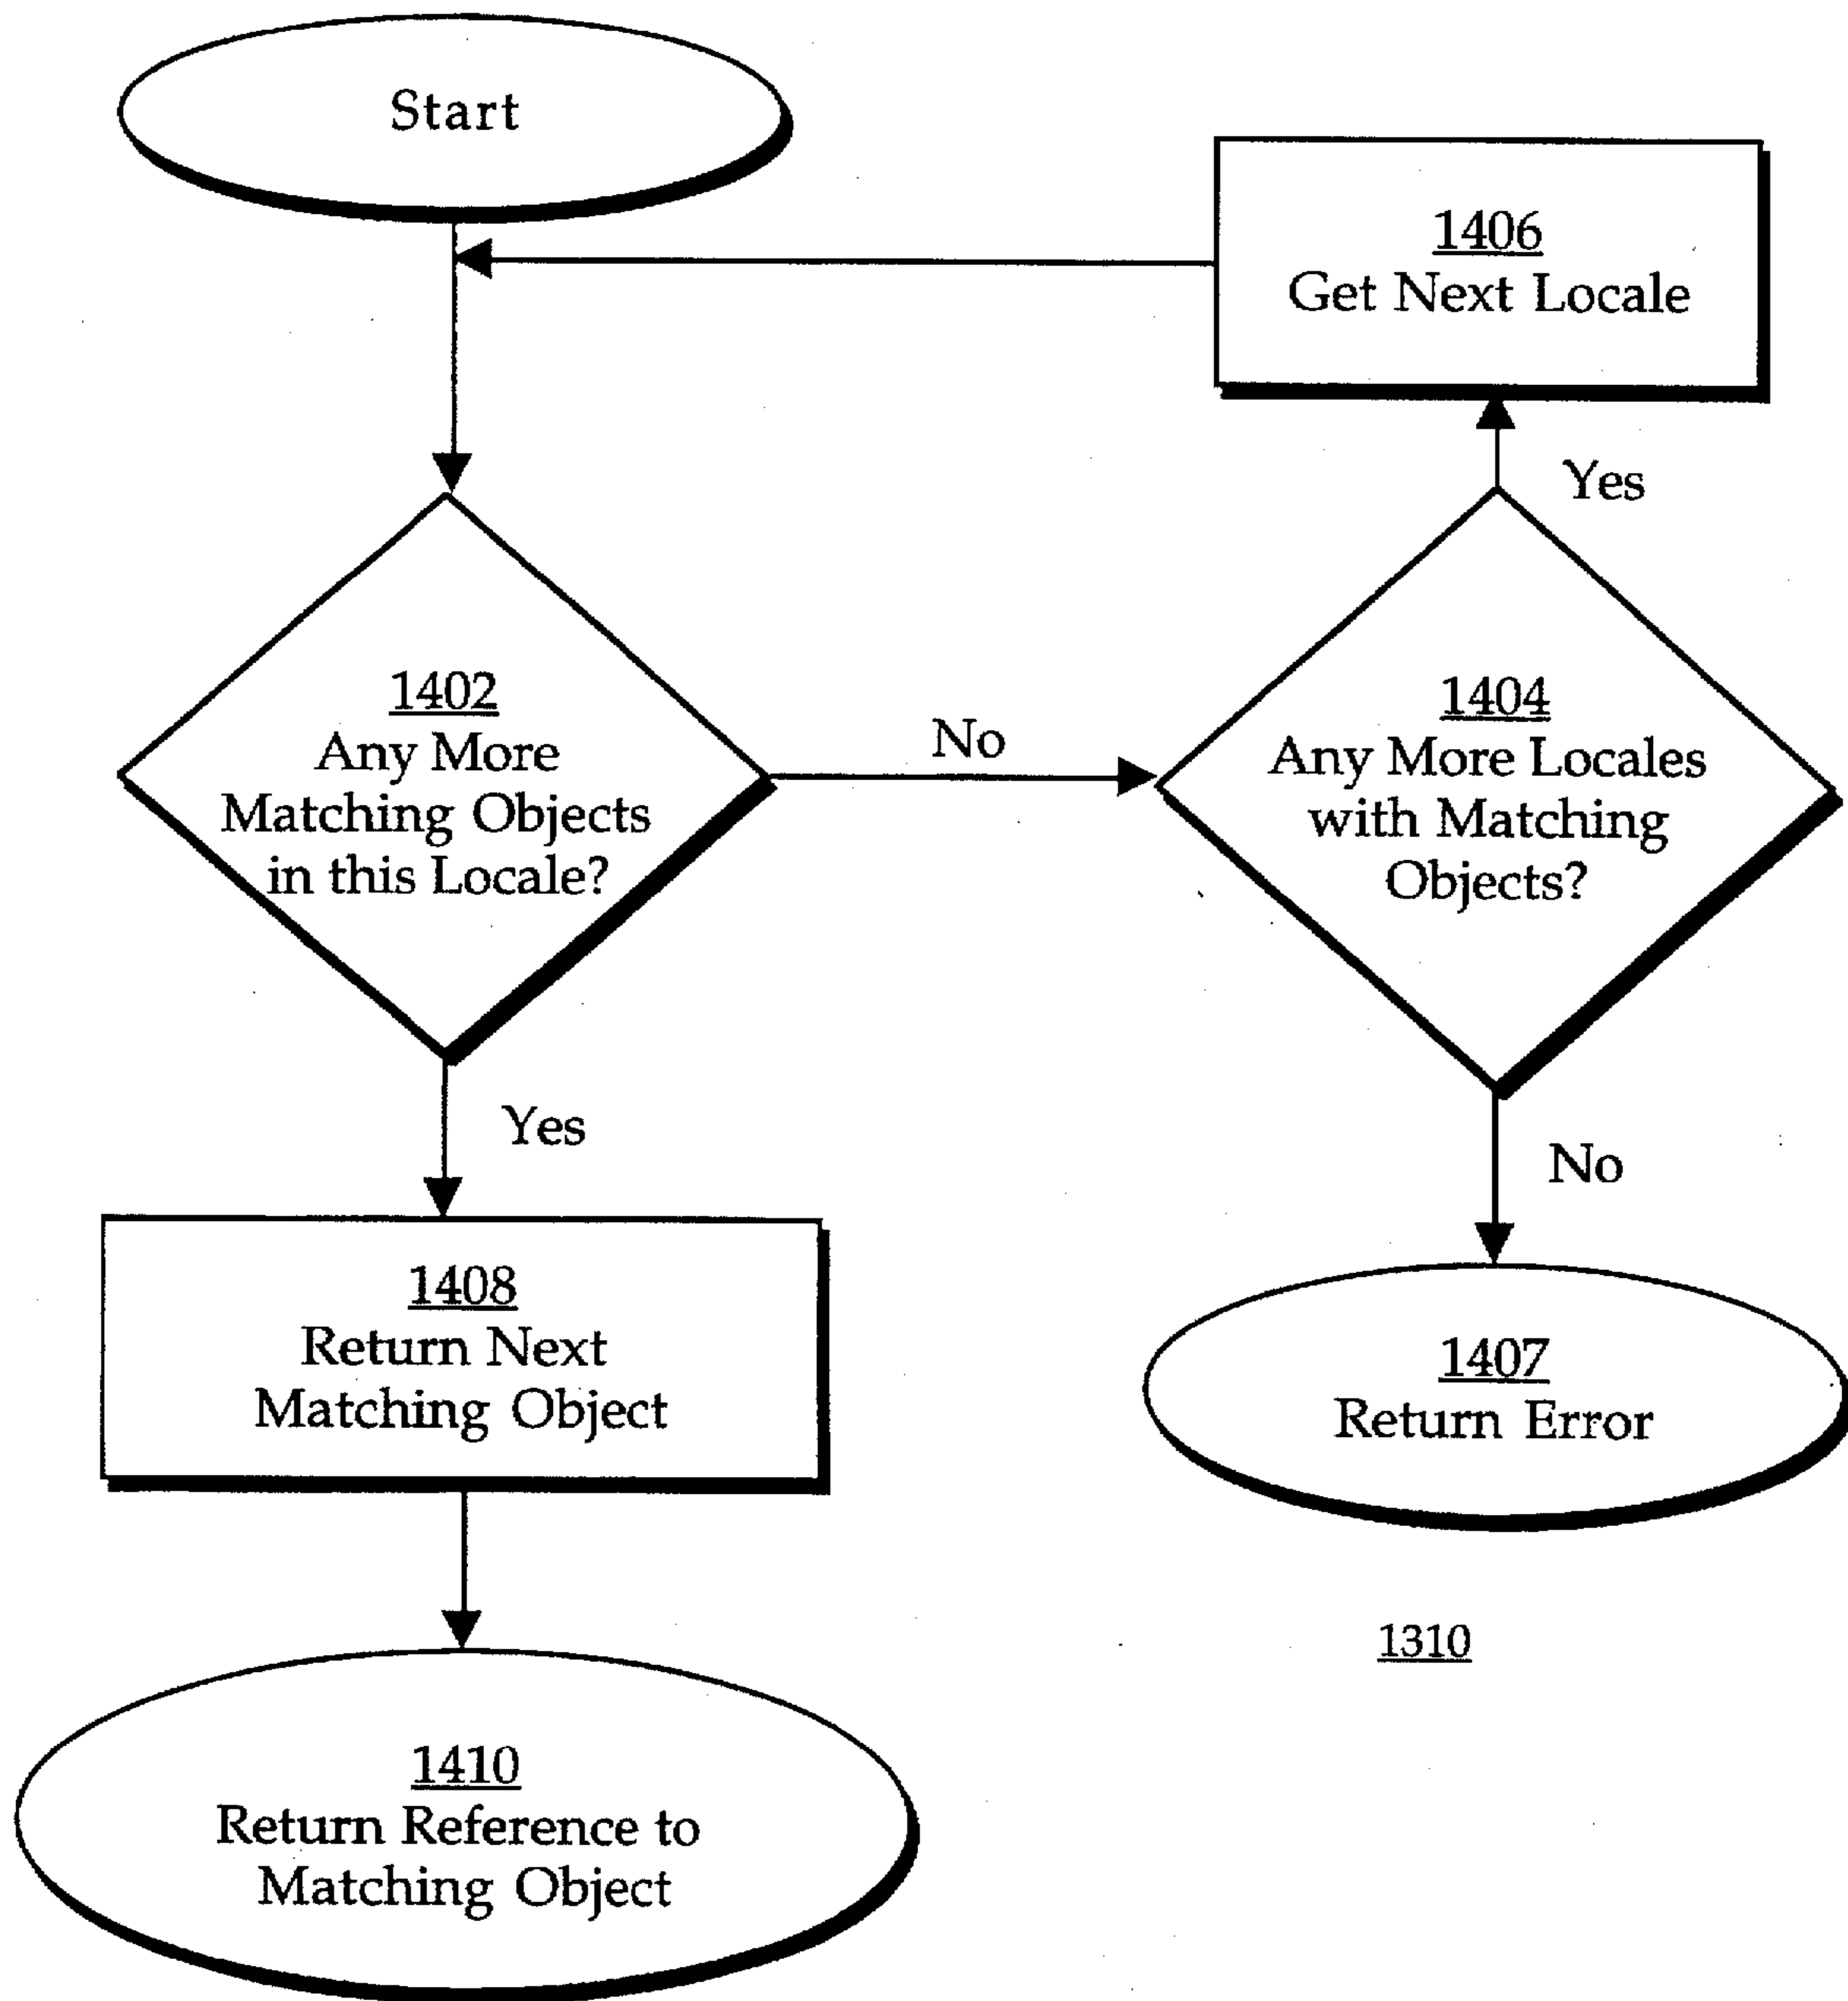 Start
1406
Get Next Locale
Yes
1402
Any More
Matching Objects
in this Locale?
No
1404
Any More Locales
with Matching
Objects?
Yes
No
1408
Return Next
Matching Object
1407
Return Error
1310
1410
Return Reference to
Matching Object